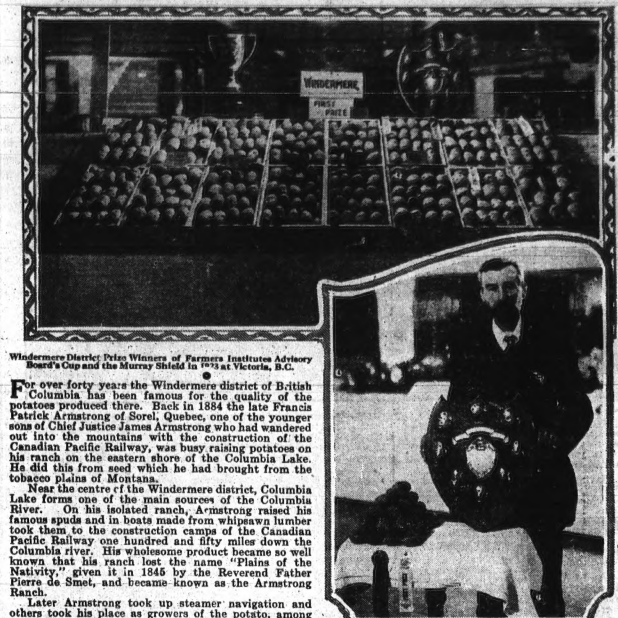 WINDERMERE
FIRST
PRIZE
Windermere District Prize Winners of Farmers Institutes Advisory
Board's Cup and the Murray Shield in 1923 at Victoria, B.C.
For over forty years the Windermere district of British
Columbia has been famous for the quality of the
potatoes produced there. Back in 1884 the late Francis
Patrick Armstrong of Sorel, Quebec, one of the younger
sons of Chief Justice James Armstrong who had wandered
out into the mountains with the construction of the
Canadian Pacific Railway, was busy raising potatoes on
his ranch on the eastern shore of the Columbia Lake.
He did this from seed which he had brought from the
tobacco plains of Montana.
Near the centre of the Windermere district, Columbia
Lake forms one of the main sources of the Columbia
River. On his isolated ranch, Armstrong raised his
famous spuds and in boats made from whipsawn lumber
took them to the construction camps of the Canadian
Pacific Railway one hundred and fifty miles down the
Columbia river. His wholesome product became so well
known that his ranch lost the name "Plains of the
Nativity," given it in 1845 by the Reverend Father
Pierre de Smet, and became known as the Armstrong
Ranch.
Later Armstrong took up steamer navigation and
others took his place as growers of the potato, among